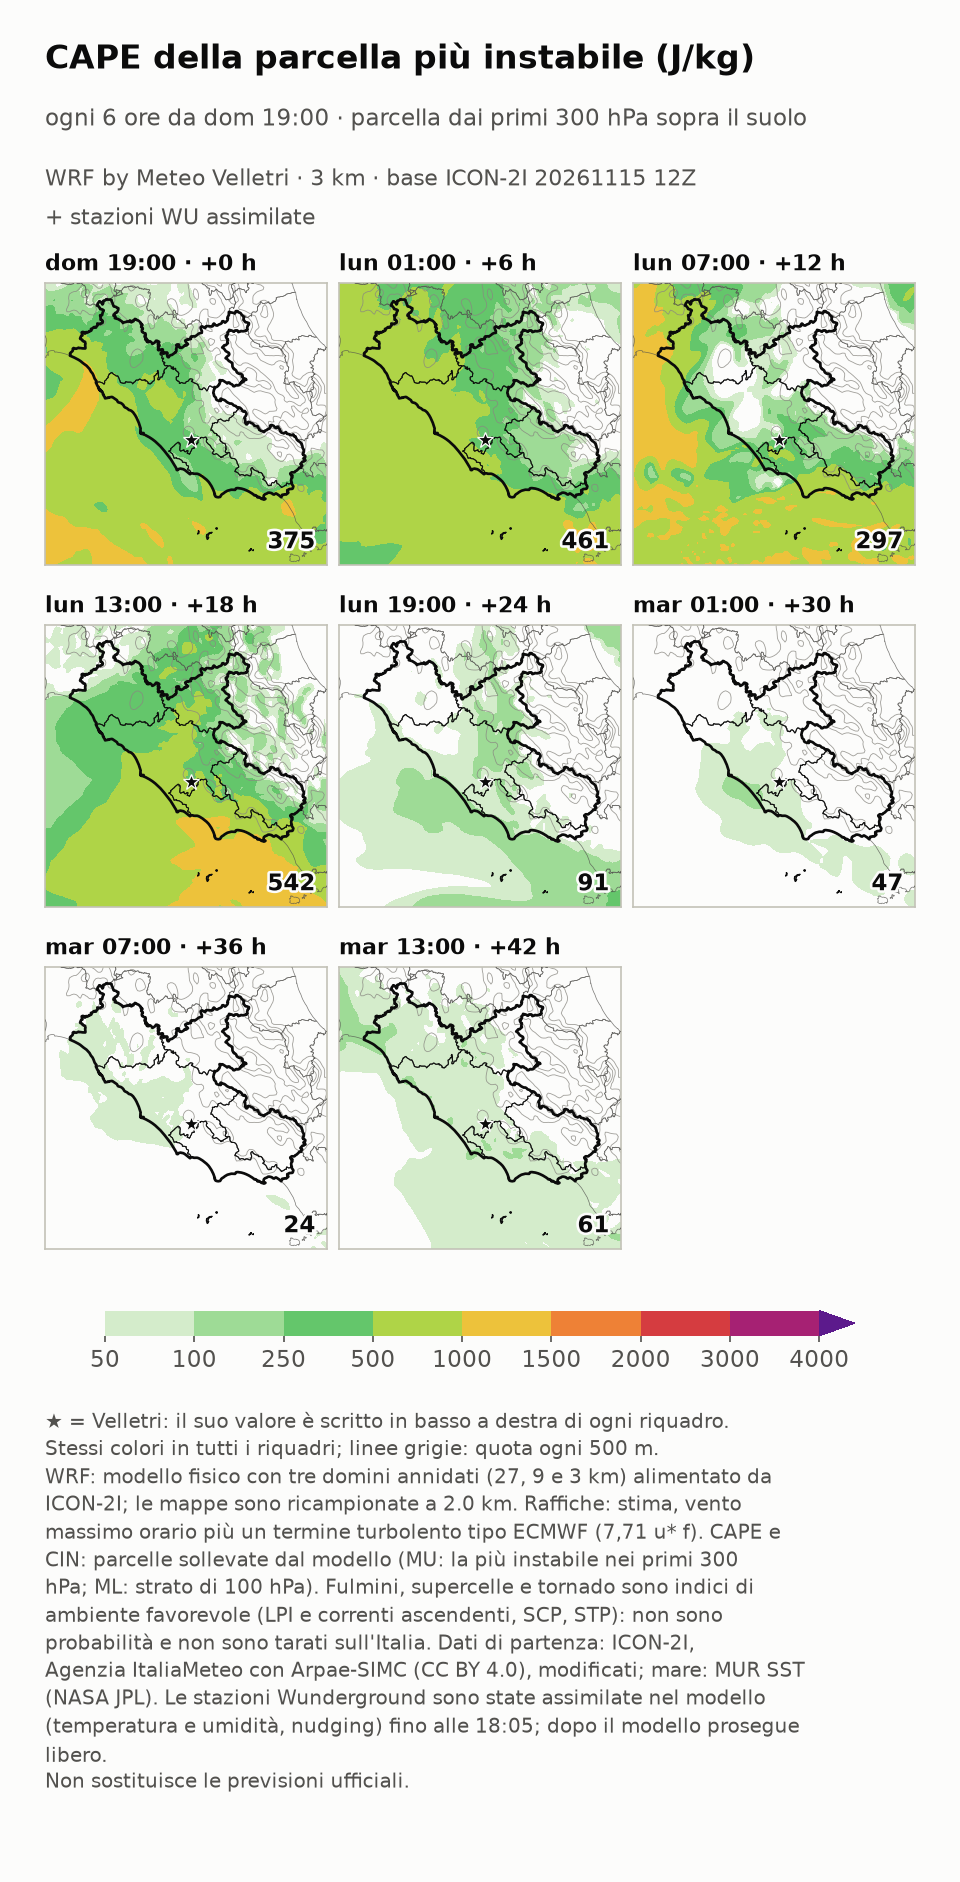 CAPE della parcella più instabile (J/kg)
ogni 6 ore da dom 19:00 · parcella dai primi 300 hPa sopra il suolo
WRF by Meteo Velletri · 3 km · base ICON-2I 20261115 12Z
+ stazioni WU assimilate
dom 19:00 · +0 h
lun 01:00 · +6 h
lun 07:00 · +12 h
375
461
297
lun 13:00 · +18 h
lun 19:00 · +24 h
mar 01:00 · +30 h
542
91
47
mar 07:00 · +36 h
mar 13:00 · +42 h
24
61
50 100 250 500 1000 1500 2000 3000 4000
★ = Velletri: il suo valore è scritto in basso a destra di ogni riquadro.
Stessi colori in tutti i riquadri; linee grigie: quota ogni 500 m.
WRF: modello fisico con tre domini annidati (27, 9 e 3 km) alimentato da
ICON-2I; le mappe sono ricampionate a 2.0 km. Raffiche: stima, vento
massimo orario più un termine turbolento tipo ECMWF (7,71 u* f). CAPE e
CIN: parcelle sollevate dal modello (MU: la più instabile nei primi 300
hPa; ML: strato di 100 hPa). Fulmini, supercelle e tornado sono indici di
ambiente favorevole (LPI e correnti ascendenti, SCP, STP): non sono
probabilità e non sono tarati sull'Italia. Dati di partenza: ICON-2I,
Agenzia ItaliaMeteo con Arpae-SIMC (CC BY 4.0), modificati; mare: MUR SST
(NASA JPL). Le stazioni Wunderground sono state assimilate nel modello
(temperatura e umidità, nudging) fino alle 18:05; dopo il modello prosegue
libero.
Non sostituisce le previsioni ufficiali.